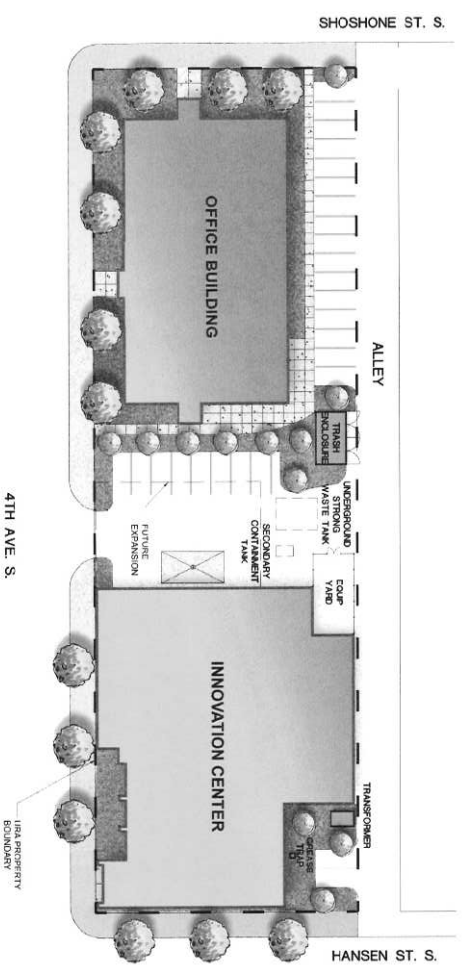 SHOSHONE ST. S.
OFFICE BUILDING
ALLEY
TRASH
ENCLOSURE
UNDERGROUND
STRONG
WASTE TANK
SECONDARY
CONTAINMENT
TANK
FUTURE
EXPANSION
EQUIP
YARD
4TH AVE. S.
INNOVATION CENTER
TRANSFORMER
GREASE
TRAP
URA PROPERTY
BOUNDARY
HANSEN ST. S.